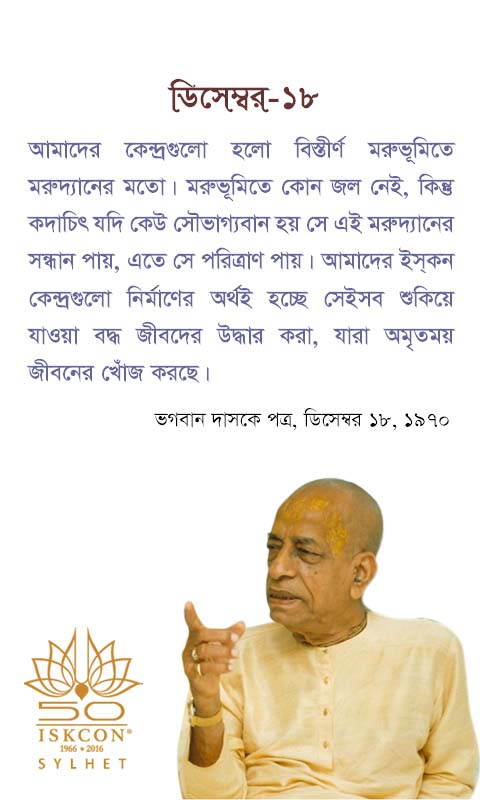 ডিসেম্বর-১৮
আমাদের কেন্দ্রগুলো হলো বিস্তীর্ণ মরুভূমিতে
মরুদ্যানের মতো। মরুভূমিতে কোন জল নেই, কিন্তু
কদাচিৎ যদি কেউ সৌভাগ্যবান হয় সে এই মরুদ্যানের
সন্ধান পায়, এতে সে পরিত্রাণ পায়। আমাদের ইস্‌কন
কেন্দ্রগুলো নির্মাণের অর্থই হচ্ছে সেইসব শুকিয়ে
যাওয়া বদ্ধ জীবদের উদ্ধার করা, যারা অমৃতময়
জীবনের খোঁজ করছে।
ভগবান দাসকে পত্র, ডিসেম্বর ১৮, ১৯৭০
50
ISKCON®
1966 • 2016
SYLHET